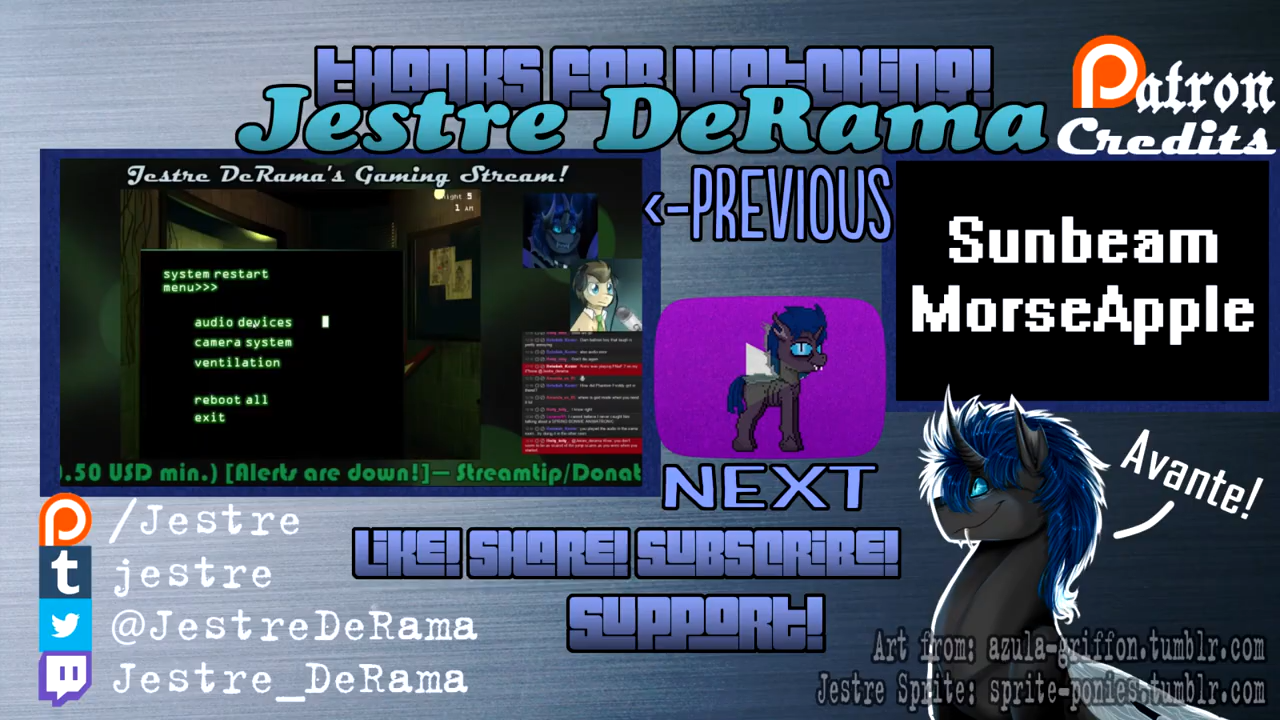 THANKS FOR WATCHING!
Jestre DeRama
Patron
Credits
Jestre DeRama's Gaming Stream!
<-PREVIOUS
Night 5
1 AM
system restart
menu>>>
audio devices
camera system
ventilation
reboot all
exit
.50 USD min.) [Alerts are down!]— Streamtip/Donat
Sunbeam
MorseApple
NEXT
Avante!
/Jestre
jestre
@JestreDeRama
Jestre_DeRama
LIKE! SHARE! SUBSCRIBE!
SUPPORT!
Art from: azula-griffon.tumblr.com
Jestre Sprite: sprite-ponies.tumblr.com